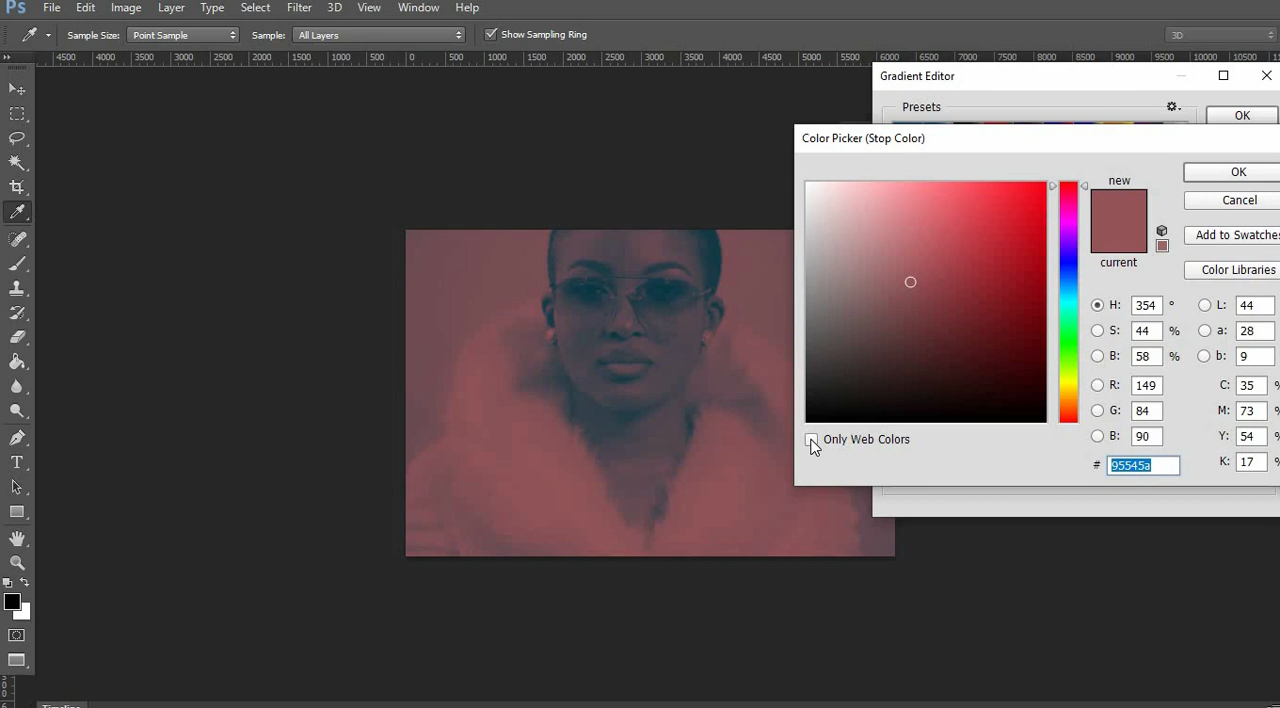 Ps File Edit Image Layer Type Select Filter 3D View Window Help
Sample Size: Point Sample Sample: All Layers Show Sampling Ring 3D
4500 4000 3500 3000 2500 2000 1500 1000 500 0 500 1000 1500 2000 2500 3000 3500 4000 4500 5000 5500 6000 6500 7000 7500 8000 8500 9000 9500 10000 10500
Gradient Editor
Presets
OK
Color Picker (Stop Color)
new
OK
Cancel
Add to Swatches
current
Color Libraries
H: 354 ° L: 44
S: 44 % a: 28
B: 58 % b: 9
R: 149 C: 35 %
G: 84 M: 73 %
B: 90 Y: 54 %
# 95545a K: 17 %
Only Web Colors
T
Timeline